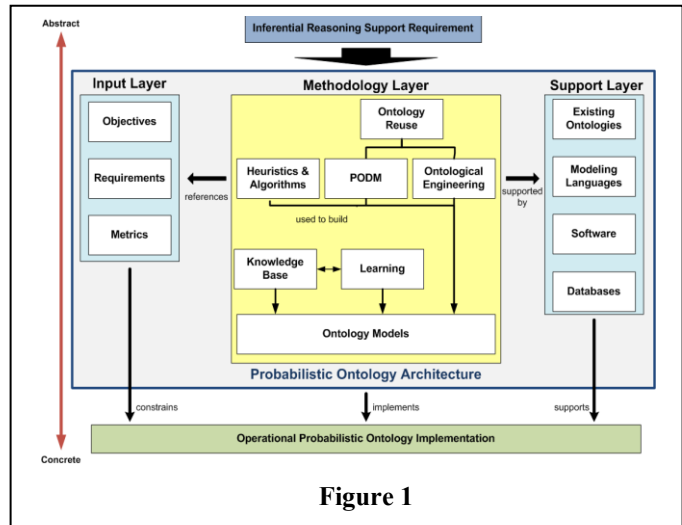 Abstract
Inferential Reasoning Support Requirement
Input Layer
Methodology Layer
Support Layer
Objectives
Requirements
Metrics
Ontology
Reuse
Heuristics &
Algorithms
PODM
Ontological
Engineering
Existing
Ontologies
Modeling
Languages
Software
Databases
references
supported
by
used to build
Knowledge
Base
Learning
Ontology Models
Probabilistic Ontology Architecture
constrains
implements
supports
Operational Probabilistic Ontology Implementation
Concrete
Figure 1